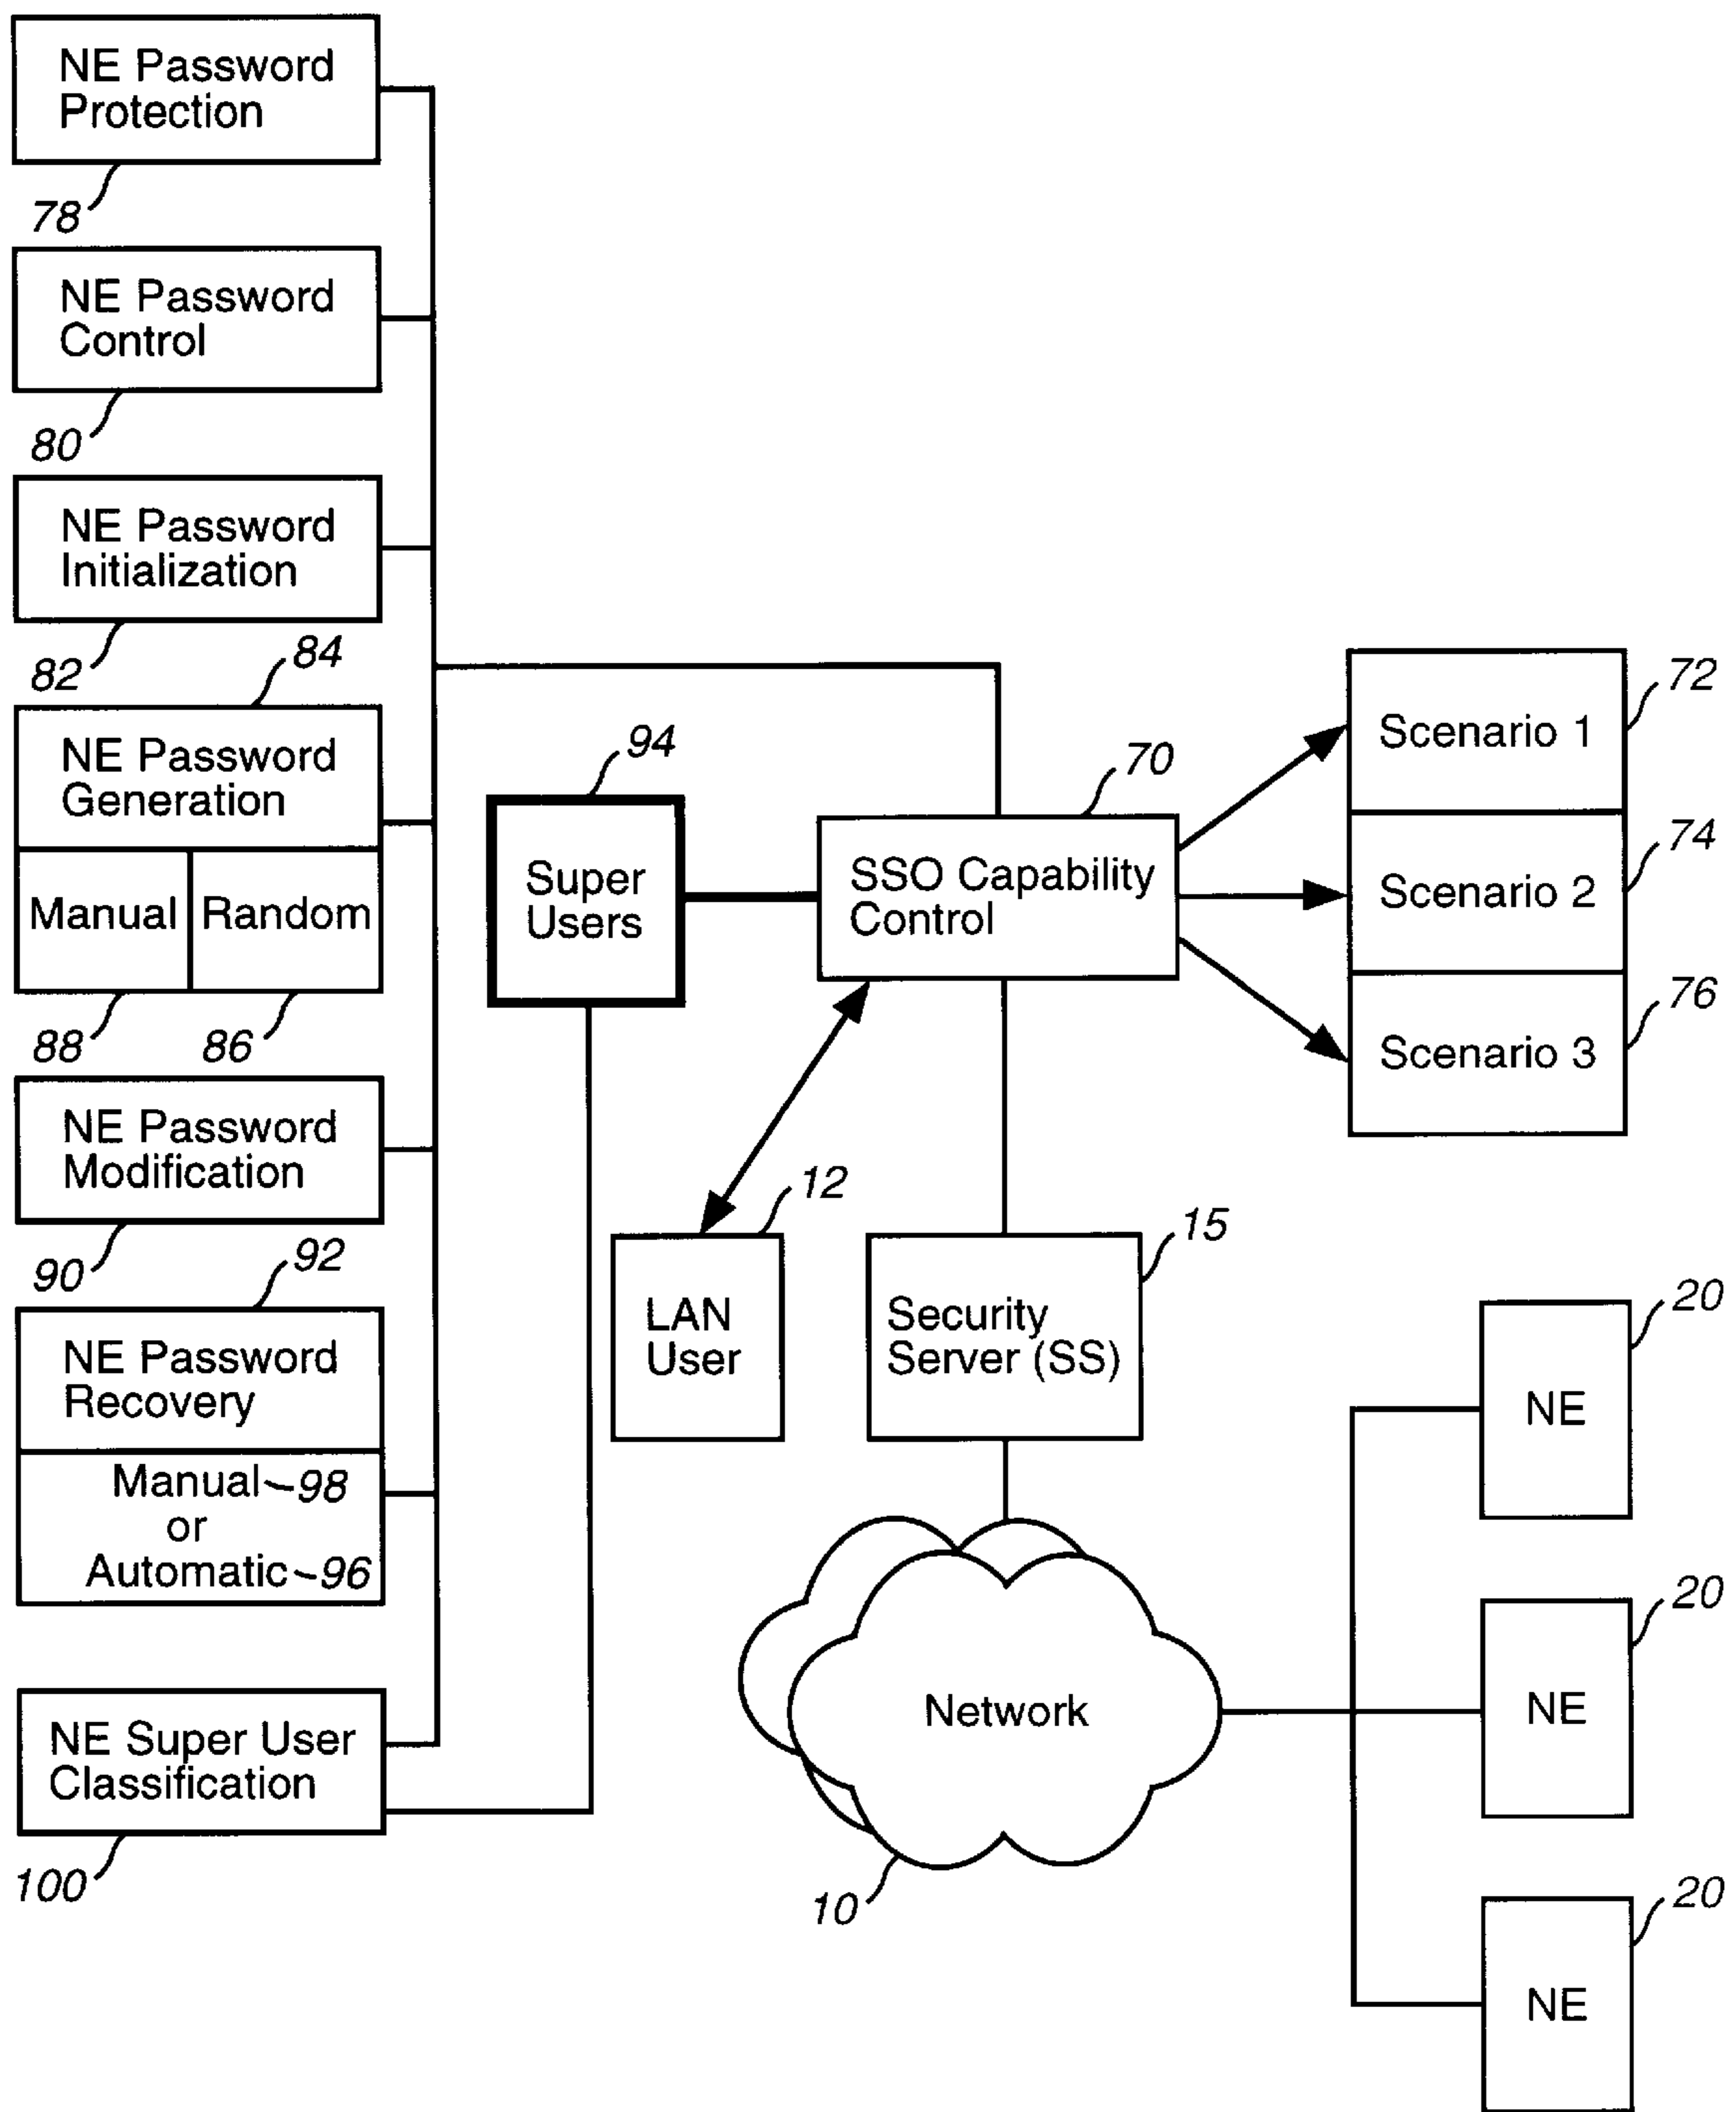 NE Password
Protection
78
NE Password
Control
80
NE Password
Initialization
82
84
NE Password
Generation
Manual
Random
88
86
NE Password
Modification
90
92
NE Password
Recovery
Manual 98
or
Automatic 96
NE Super User
Classification
100
94
Super
Users
70
SSO Capability
Control
Scenario 1
72
Scenario 2
74
Scenario 3
76
12
LAN
User
15
Security
Server (SS)
Network
10
20
NE
20
NE
20
NE